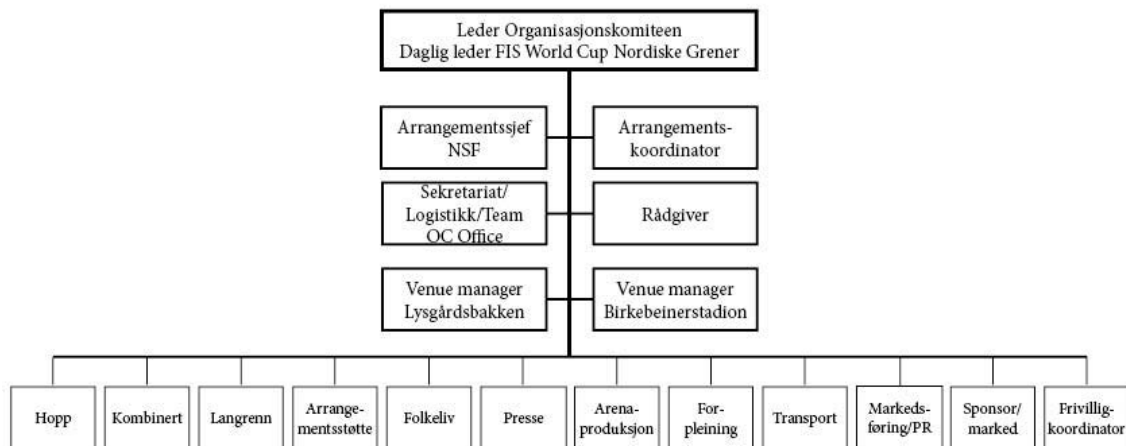 Leder Organisasjonskomiteen
Daglig leder FIS World Cup Nordiske Grener
Arrangementssjef
NSF
Arrangements-
koordinator
Sekretariat/
Logistikk/Team
OC Office
Rådgiver
Venue manager
Lysgårdsbakken
Venue manager
Birkebeinerstadion
Hopp
Kombinert
Langrenn
Arrange-
mentsstøtte
Folkeliv
Presse
Arena-
produksjon
For-
pleining
Transport
Markeds-
føring/PR
Sponsor/
marked
Frivillig-
koordinator